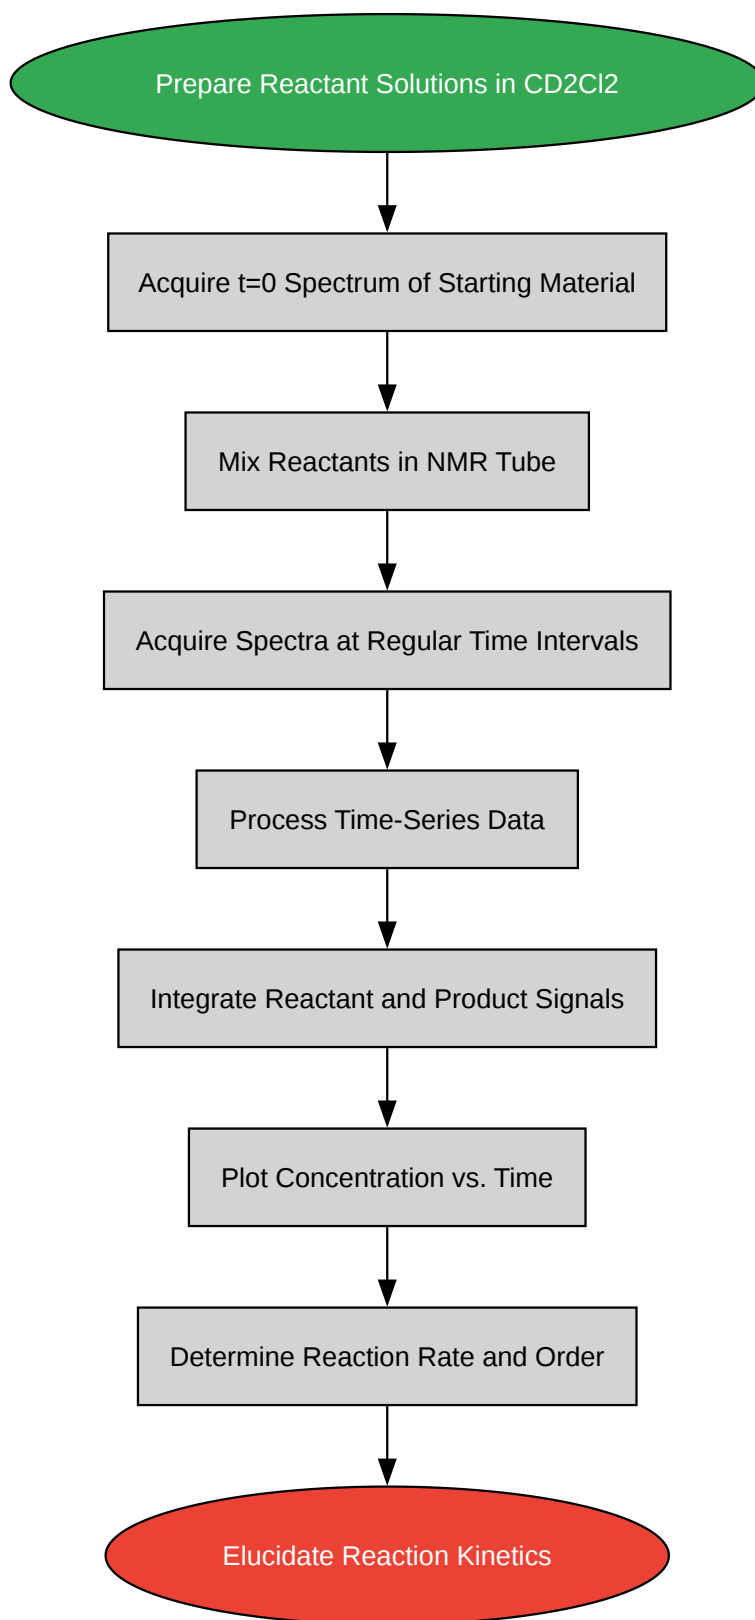 Prepare Reactant Solutions in CD2Cl2
Acquire t=0 Spectrum of Starting Material
Mix Reactants in NMR Tube
Acquire Spectra at Regular Time Intervals
Process Time-Series Data
Integrate Reactant and Product Signals
Plot Concentration vs. Time
Determine Reaction Rate and Order
Elucidate Reaction Kinetics